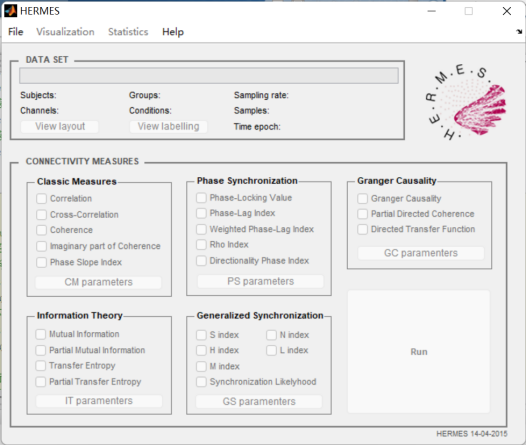 HERMES
File Visualization Statistics Help
DATA SET
Subjects: Groups: Sampling rate:
Channels: Conditions: Samples:
View layout View labelling Time epoch:
H.E.R.M.E.S.
CONNECTIVITY MEASURES
Classic Measures
Correlation
Cross-Correlation
Coherence
Imaginary part of Coherence
Phase Slope Index
CM parameters
Phase Synchronization
Phase-Locking Value
Phase-Lag Index
Weighted Phase-Lag Index
Rho Index
Directionality Phase Index
PS parameters
Granger Causality
Granger Causality
Partial Directed Coherence
Directed Transfer Function
GC paramenters
Information Theory
Mutual Information
Partial Mutual Information
Transfer Entropy
Partial Transfer Entropy
IT paramenters
Generalized Synchronization
S index N index
H index L index
M index
Synchronization Likelyhood
GS parameters
Run
HERMES 14-04-2015